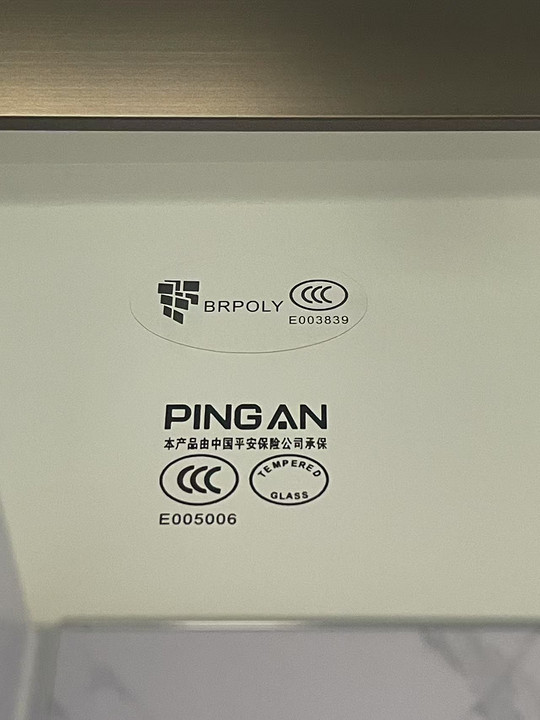 BRPOLY CCC
E003839
PING AN
本产品由中国平安保险公司承保
CCC TEMPERED GLASS
E005006